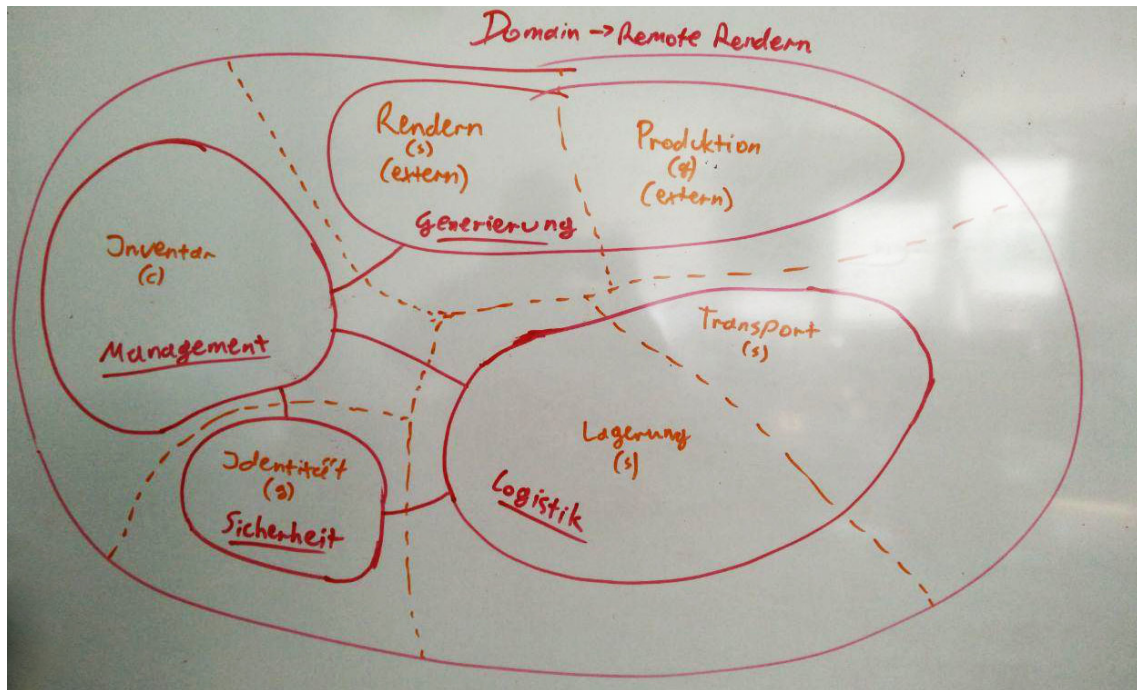 Domain → Remote Rendern
Rendern
(s)
(extern)
Produktion
(g)
(extern)
Generierung
Inventar
(c)
Management
Transport
(s)
Lagerung
(s)
Logistik
Identität
(g)
Sicherheit